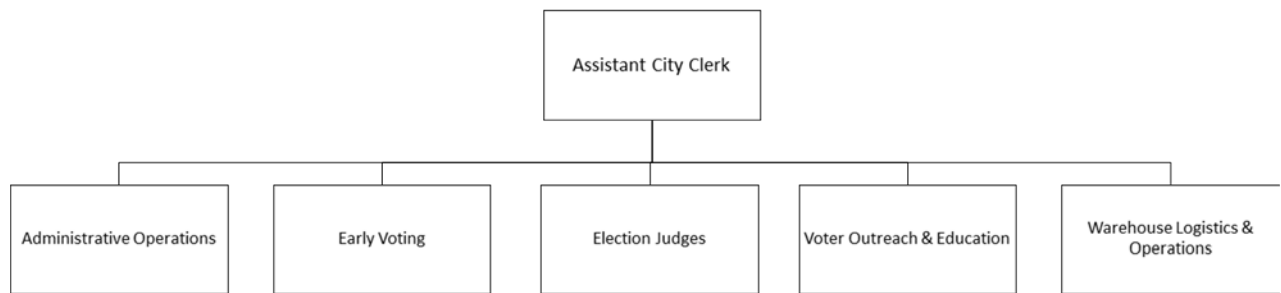 Assistant City Clerk
Administrative Operations
Early Voting
Election Judges
Voter Outreach & Education
Warehouse Logistics &
Operations